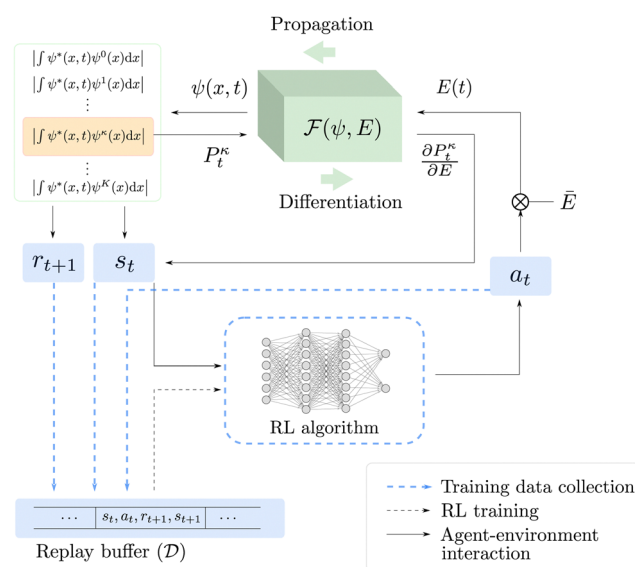 Propagation
|∫ ψ*(x, t)ψ⁰(x)dx|
|∫ ψ*(x, t)ψ¹(x)dx|
⋮
|∫ ψ*(x, t)ψ^κ(x)dx|
⋮
|∫ ψ*(x, t)ψ^K(x)dx|
ψ(x, t)
P_t^κ
ℱ(ψ, E)
E(t)
∂P_t^κ
∂E
Differentiation
⊗ Ē
r_{t+1}
s_t
a_t
RL algorithm
··· s_t, a_t, r_{t+1}, s_{t+1} ···
Replay buffer (𝒟)
Training data collection
RL training
Agent-environment
interaction